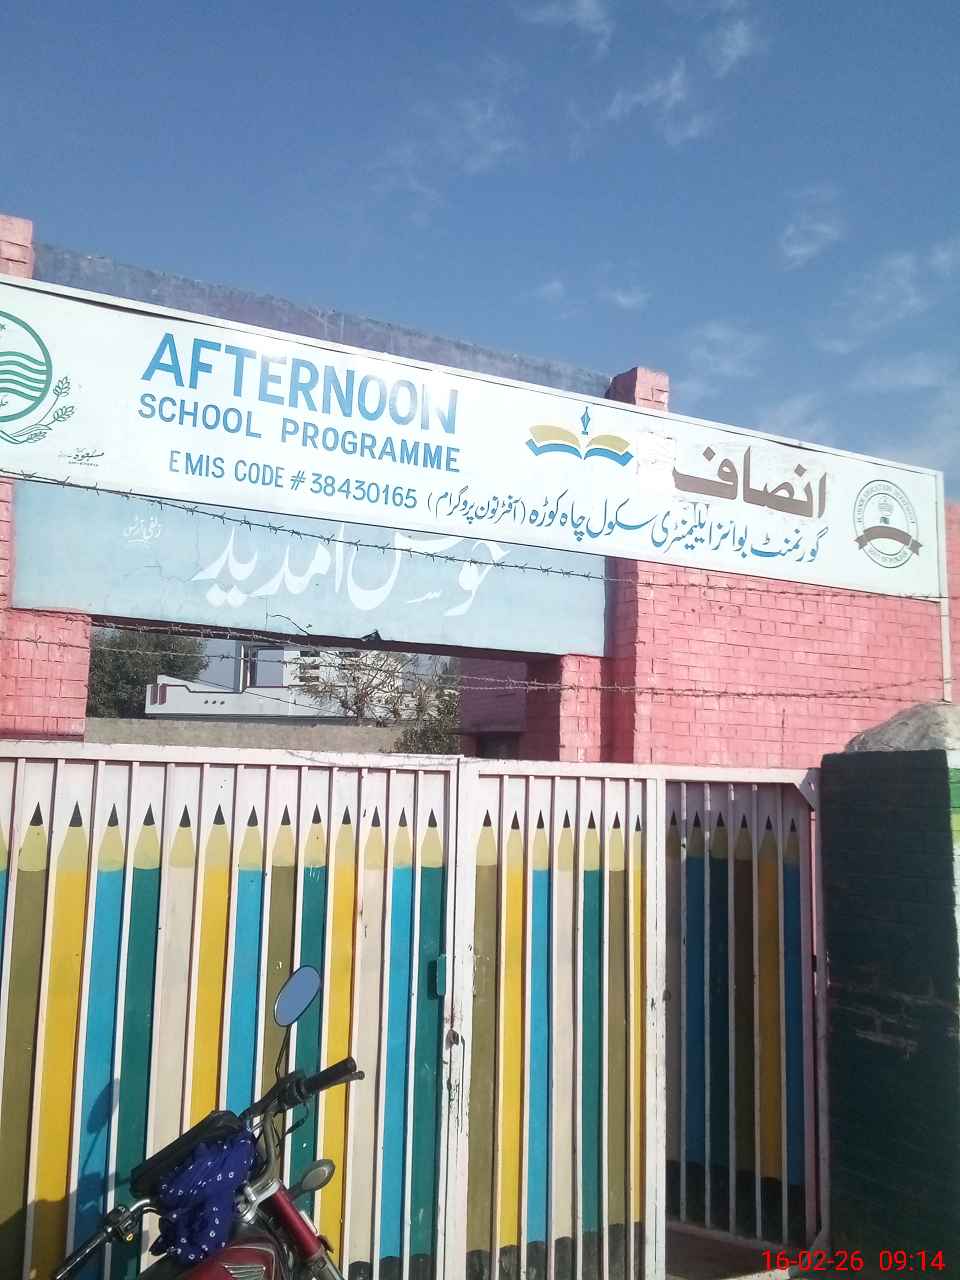 AFTERNOON
SCHOOL PROGRAMME
EMIS CODE # 38430165
انصاف
گورنمنٹ بوائز ایلیمنٹری سکول چاہ کوڑہ (آفٹرنون پروگرام)
خوش آمدید
16-02-26 09:14